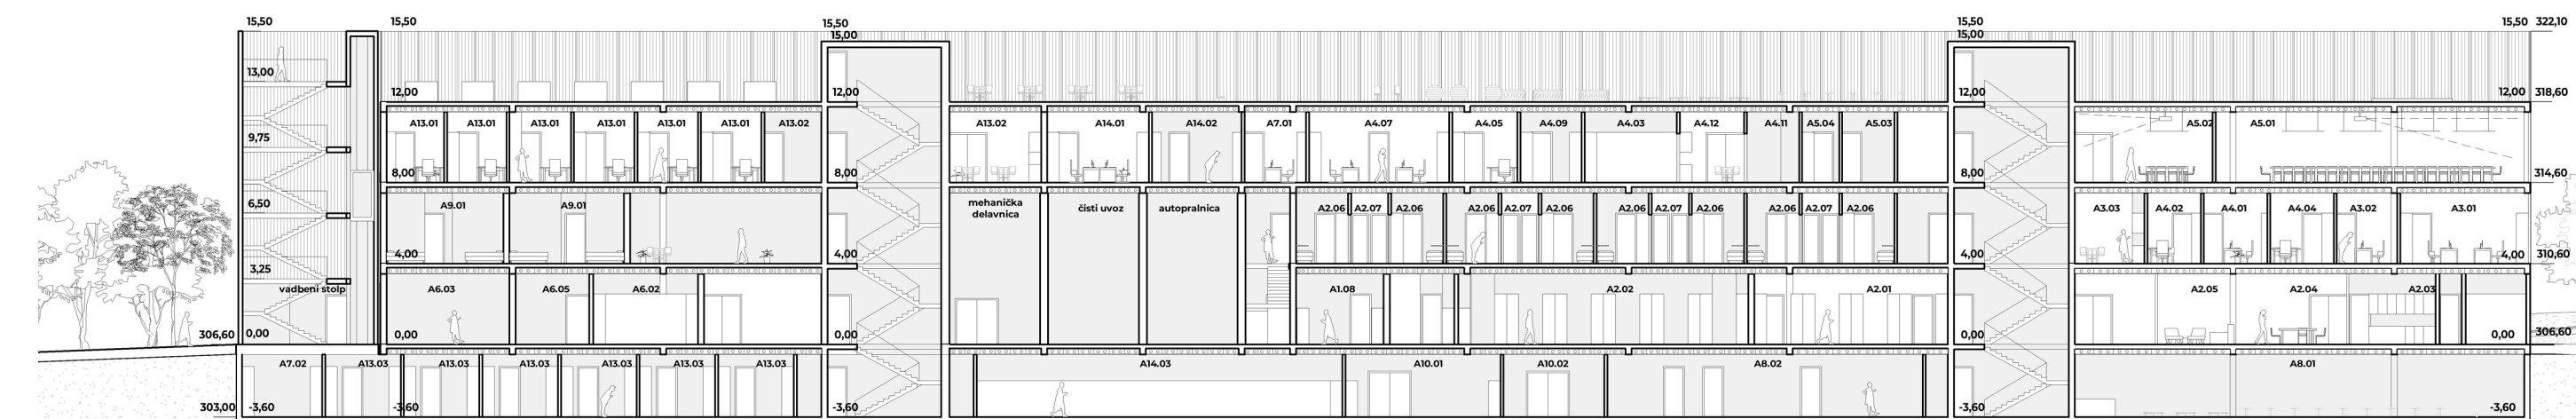 15,50 15,50 15,50 15,50 15,50 322,10
15,00 15,00
13,00
12,00 12,00 12,00 12,00 318,60
A13.01 A13.01 A13.01 A13.01 A13.01 A13.01 A13.02 A13.02 A14.01 A14.02 A7.01 A4.07 A4.05 A4.09 A4.03 A4.12 A4.11 A5.04 A5.03 A5.02 A5.01
9,75
8,00 8,00 8,00 314,60
6,50 A9.01 A9.01 mehanička čisti uvoz autopralnica A2.06 A2.07 A2.06 A2.06 A2.07 A2.06 A2.06 A2.07 A2.06 A2.06 A2.07 A2.06 A3.03 A4.02 A4.01 A4.04 A3.02 A3.01
delavnica
4,00 4,00 4,00 4,00 310,60
3,25
vadbeni stolp A6.03 A6.05 A6.02 A1.08 A2.02 A2.01 A2.05 A2.04 A2.03
306,60 0,00 0,00 0,00 0,00 0,00 306,60
A7.02 A13.03 A13.03 A13.03 A13.03 A13.03 A13.03 A14.03 A10.01 A10.02 A8.02 A8.01
303,00 -3,60 -3,60 -3,60 -3,60 -3,60